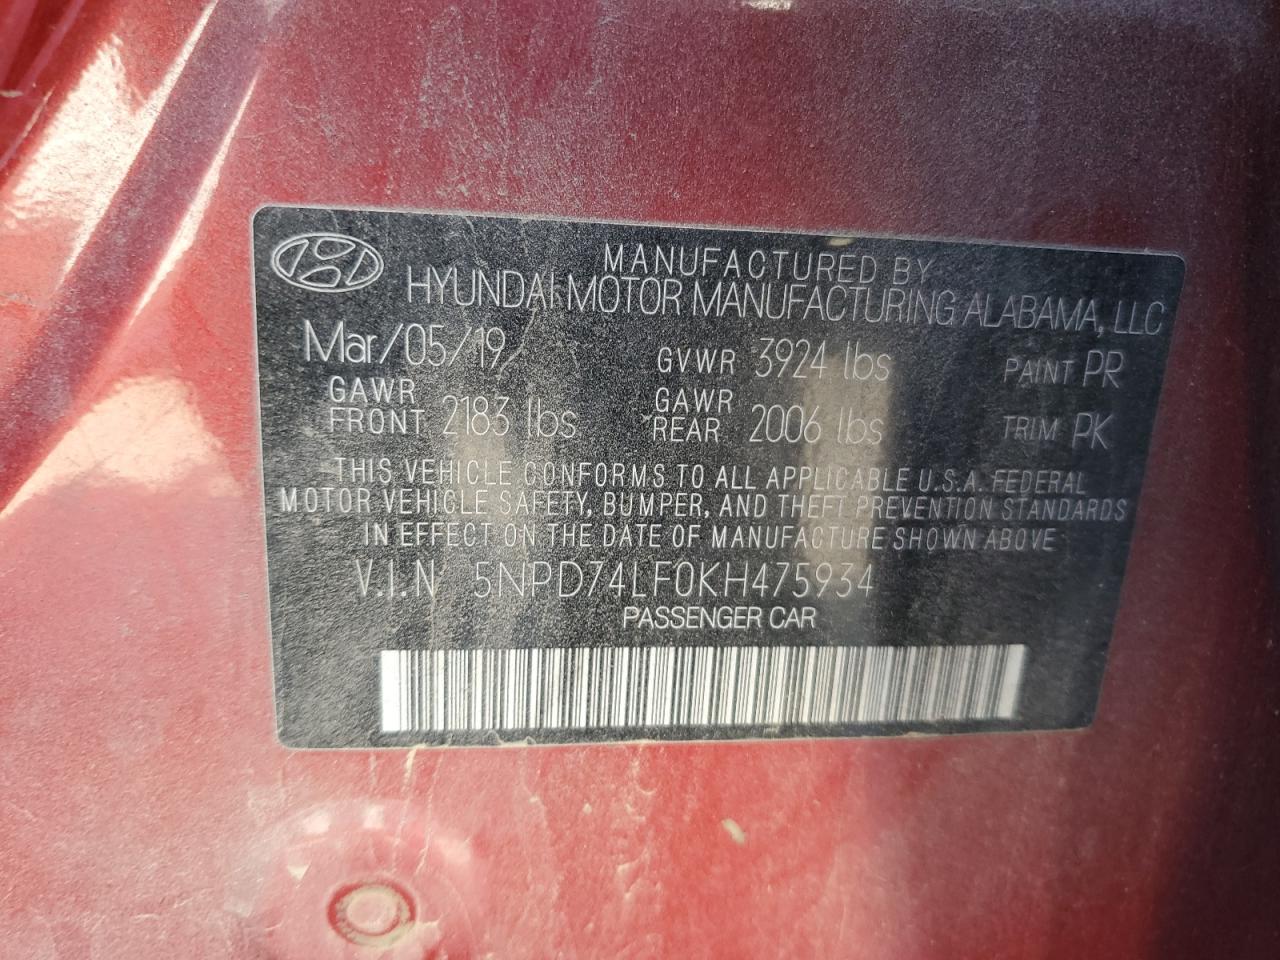 MANUFACTURED BY
HYUNDAI MOTOR MANUFACTURING ALABAMA, LLC
Mar/05/19 GVWR 3924 lbs PAINT PR
GAWR FRONT 2183 lbs GAWR REAR 2006 lbs TRIM PK
THIS VEHICLE CONFORMS TO ALL APPLICABLE U.S.A. FEDERAL
MOTOR VEHICLE SAFETY, BUMPER, AND THEFT PREVENTION STANDARDS
IN EFFECT ON THE DATE OF MANUFACTURE SHOWN ABOVE
V.I.N 5NPD74LF0KH475934
PASSENGER CAR